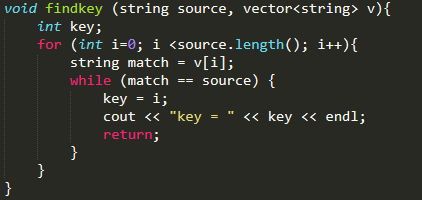 void findkey (string source, vector<string> v){
    int key;
    for (int i=0; i <source.length(); i++){
        string match = v[i];
        while (match == source) {
            key = i;
            cout << "key = " << key << endl;
            return;
        }
    }
}